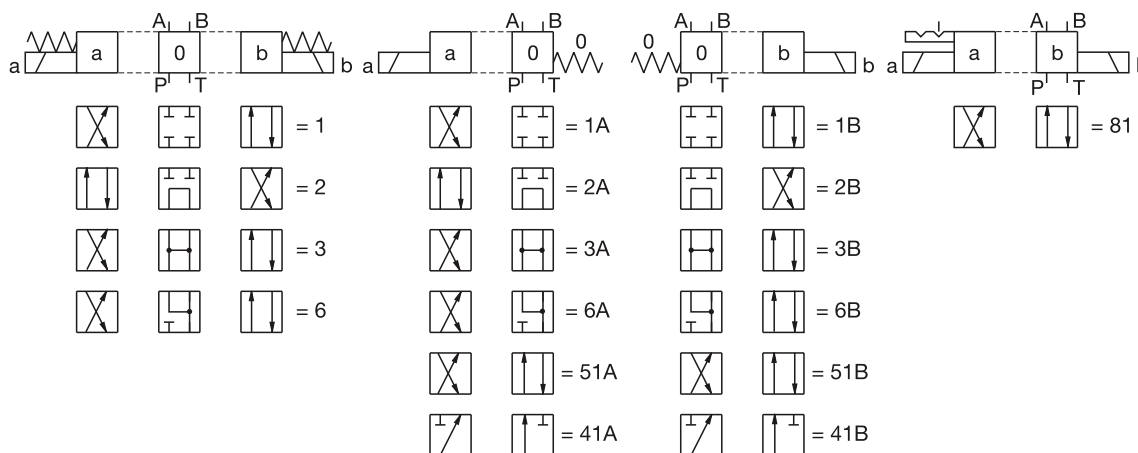 A B A B A B A B
a 0 b a 0 0 b a b
0 0
a b a b a
P T P T P T P T
= 1 = 1A = 1B = 81
= 2 = 2A = 2B
= 3 = 3A = 3B
= 6 = 6A = 6B
= 51A = 51B
= 41A = 41B